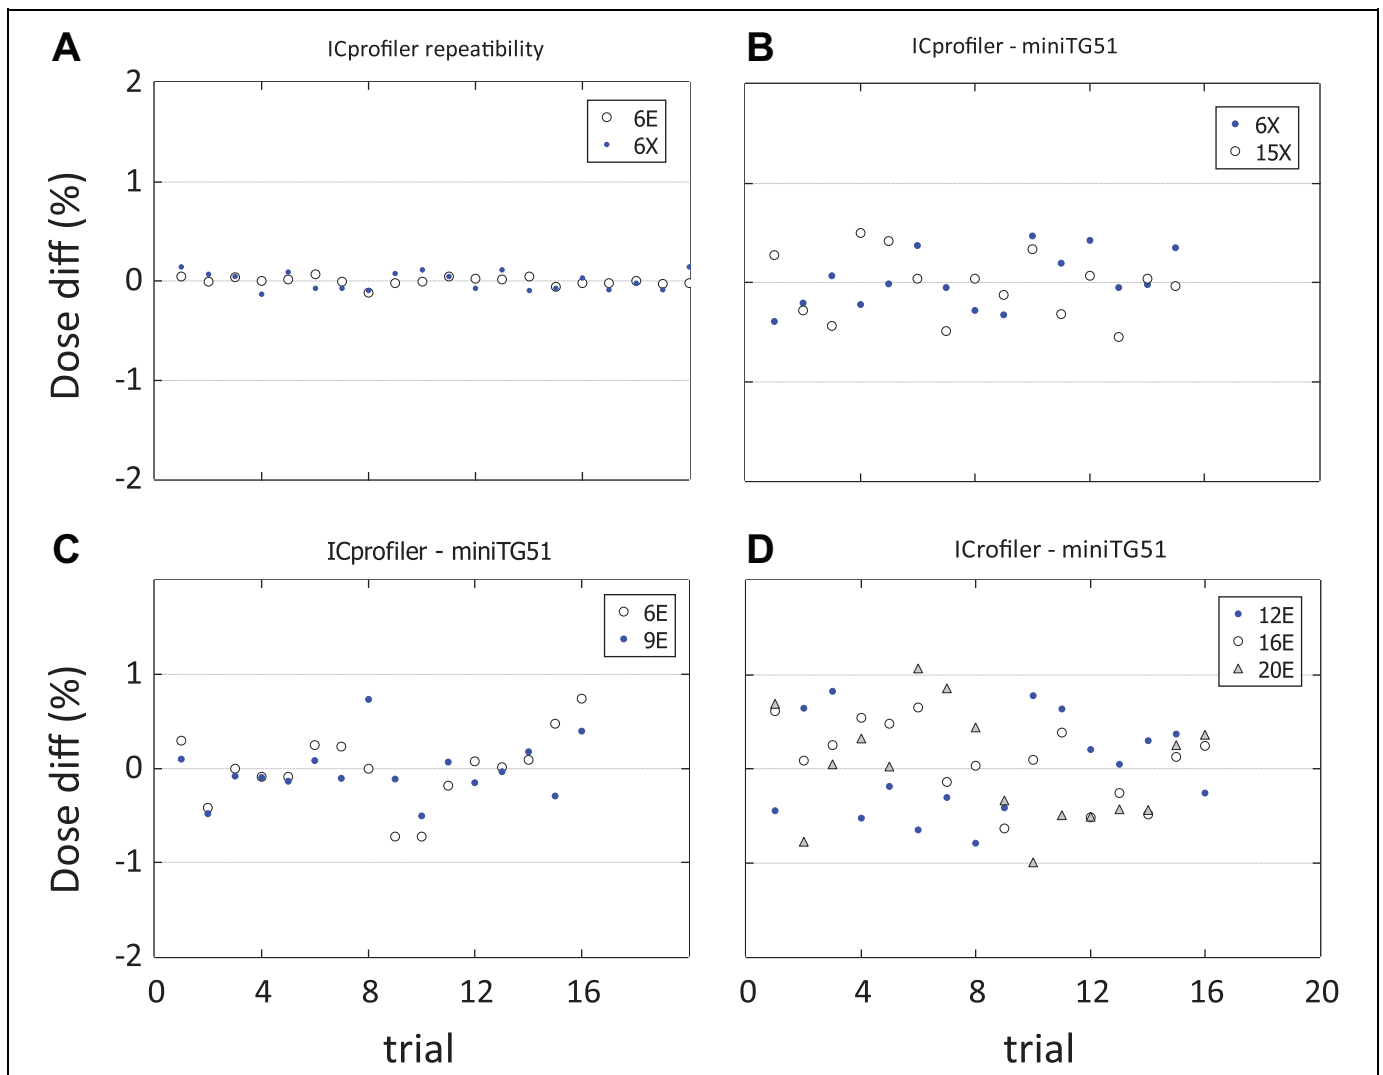 A
ICprofiler repeatibility
B
ICprofiler - miniTG51
2
1
0
-1
-2
Dose diff (%)
6E
6X
6X
15X
C
ICprofiler - miniTG51
D
ICrofiler - miniTG51
1
0
-1
-2
Dose diff (%)
6E
9E
12E
16E
20E
0 4 8 12 16
0 4 8 12 16 20
trial
trial